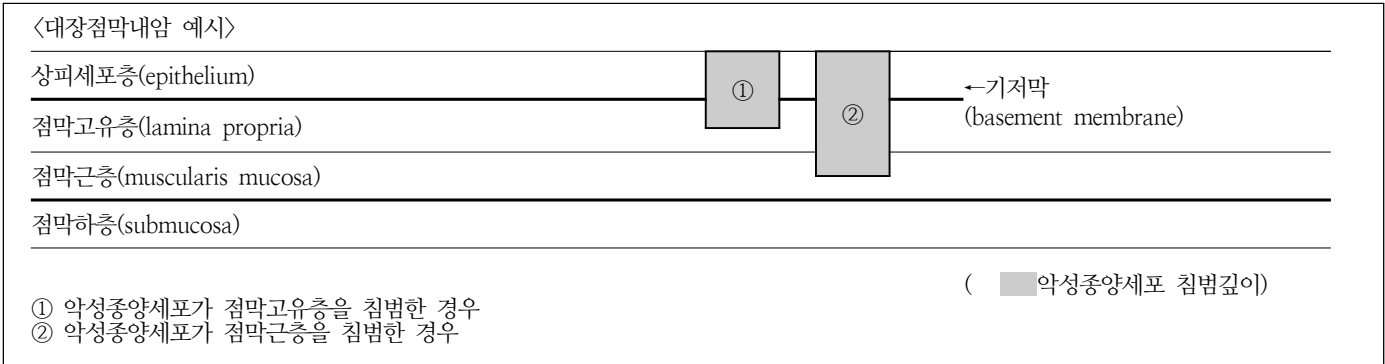 〈대장점막내암 예시〉
상피세포층(epithelium)
①
②
←기저막
(basement membrane)
점막고유층(lamina propria)
점막근층(muscularis mucosa)
점막하층(submucosa)
( 악성종양세포 침범깊이)
① 악성종양세포가 점막고유층을 침범한 경우
② 악성종양세포가 점막근층을 침범한 경우